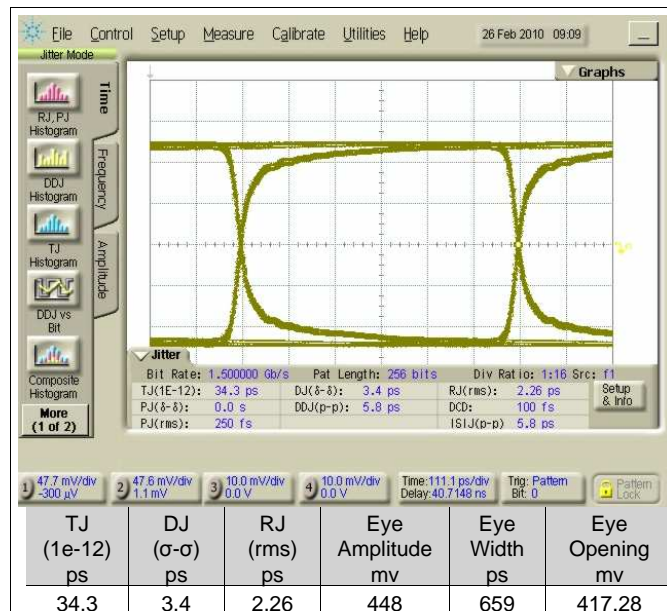 File Control Setup Measure Calibrate Utilities Help 26 Feb 2010 09:09
Jitter Mode
Graphs
Time
Frequency
Amplitude
RJ, PJ
Histogram
DDJ
Histogram
TJ
Histogram
DDJ vs
Bit
Composite
Histogram
More
(1 of 2)
Jitter
Bit Rate: 1.500000 Gb/s Pat Length: 256 bits Div Ratio: 1:16 Src: f1
TJ(1E-12): 34.3 ps DJ(δ-δ): 3.4 ps RJ(rms): 2.26 ps
PJ(δ-δ): 0.0 s DDJ(p-p): 5.8 ps DCD: 100 fs
PJ(rms): 250 fs ISIJ(p-p) 5.8 ps
Setup
& Info
1) 47.7 mV/div -300 µV
2) 47.6 mV/div 1.1 mV
3) 10.0 mV/div 0.0 V
4) 10.0 mV/div 0.0 V
Time:111.1 ps/div
Delay:40.7148 ns
Trig: Pattern
Bit: 0
Pattern
Lock
TJ (1e-12) ps
DJ (σ-σ) ps
RJ (rms) ps
Eye Amplitude mv
Eye Width ps
Eye Opening mv
34.3 3.4 2.26 448 659 417.28